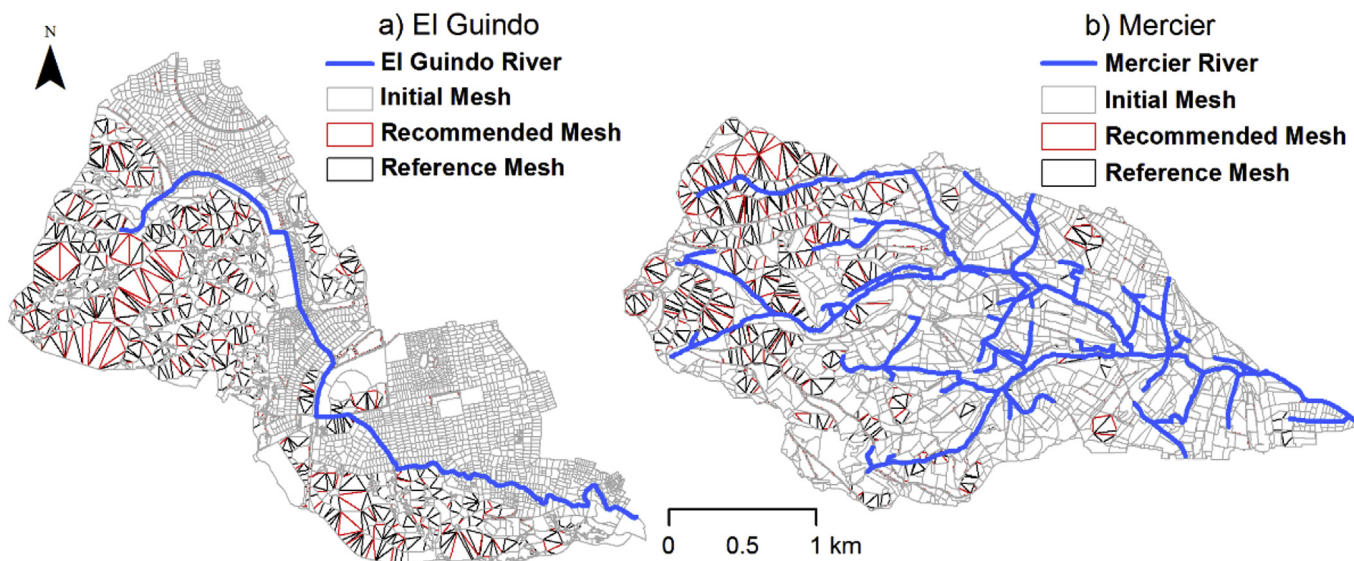 N
a) El Guindo
El Guindo River
Initial Mesh
Recommended Mesh
Reference Mesh
b) Mercier
Mercier River
Initial Mesh
Recommended Mesh
Reference Mesh
0 0.5 1 km